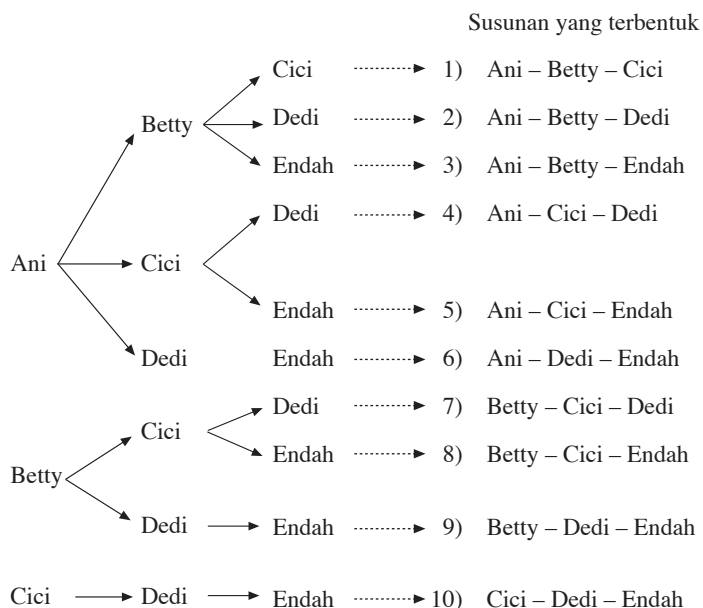 Susunan yang terbentuk
Cici 1) Ani – Betty – Cici
Betty Dedi 2) Ani – Betty – Dedi
Endah 3) Ani – Betty – Endah
Dedi 4) Ani – Cici – Dedi
Ani Cici
Endah 5) Ani – Cici – Endah
Dedi Endah 6) Ani – Dedi – Endah
Dedi 7) Betty – Cici – Dedi
Cici
Endah 8) Betty – Cici – Endah
Betty
Dedi Endah 9) Betty – Dedi – Endah
Cici Dedi Endah 10) Cici – Dedi – Endah